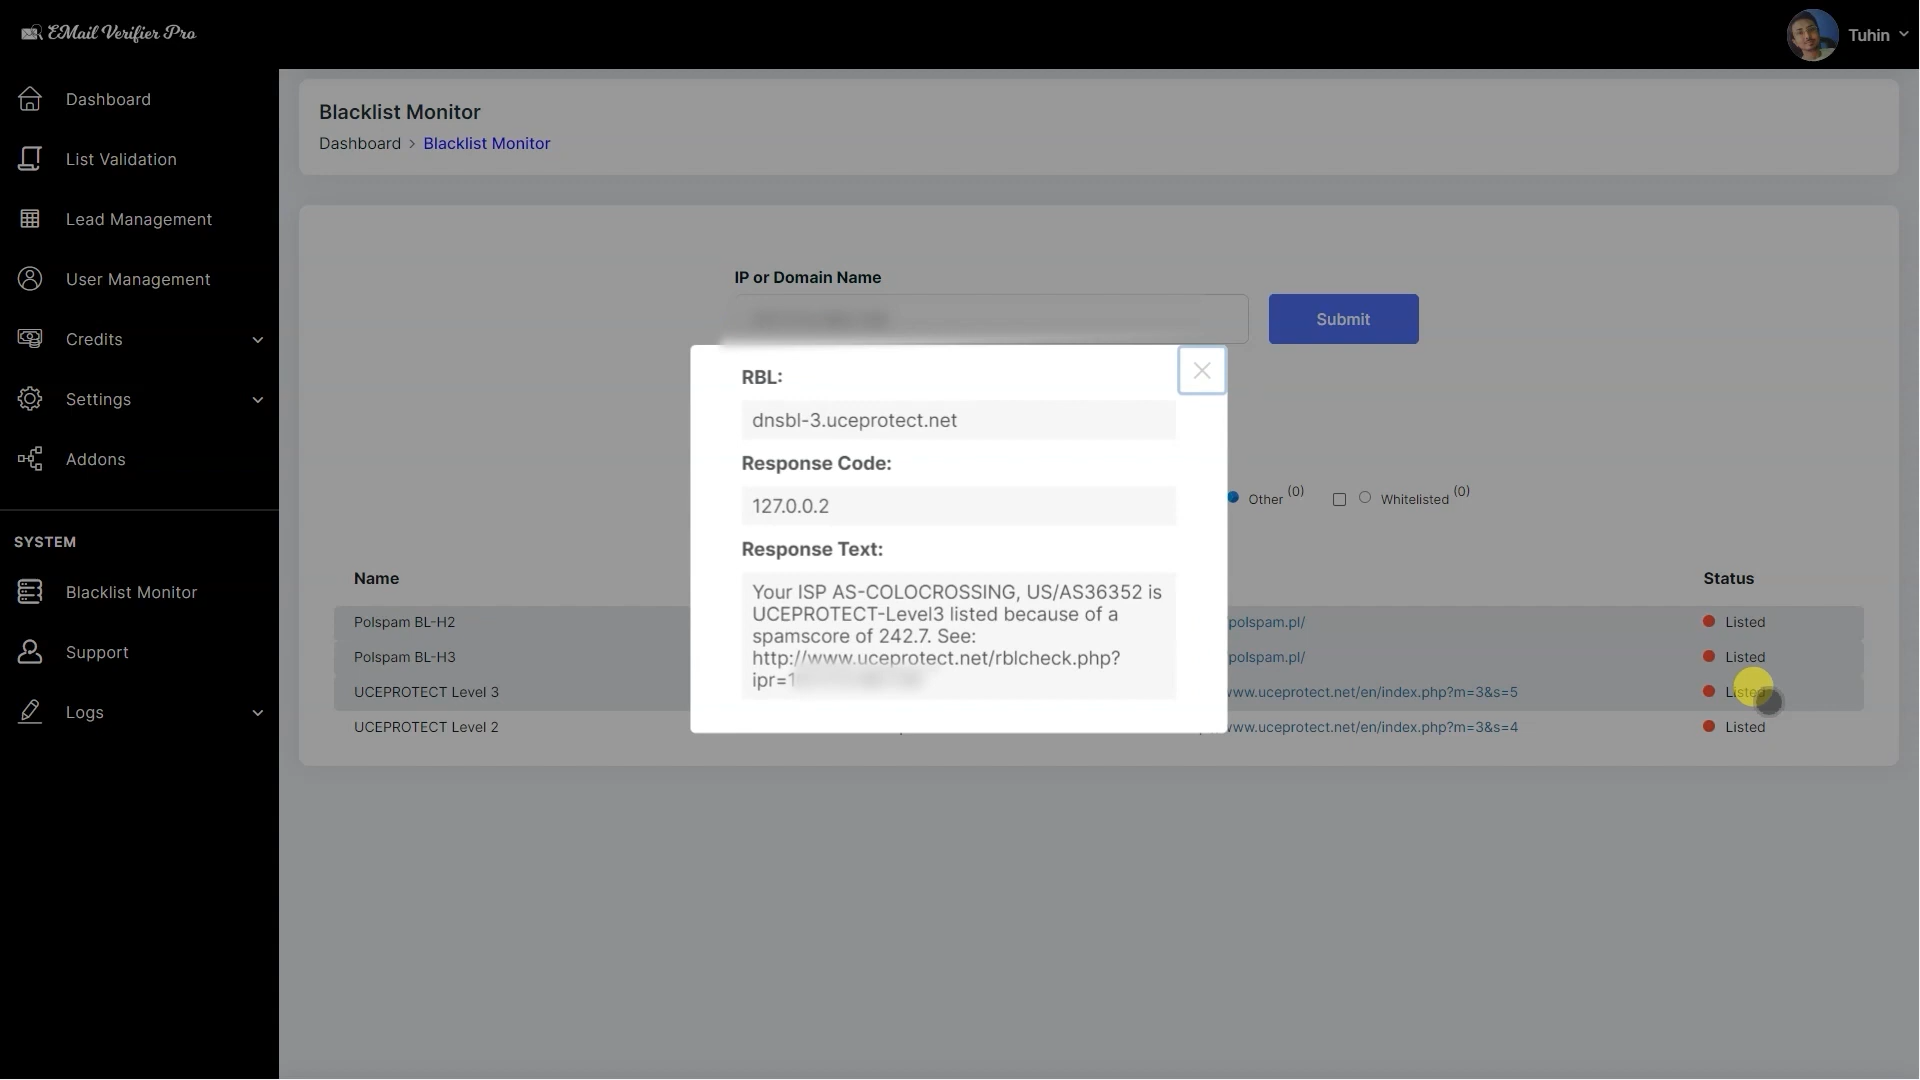 EMail Verifier Pro
Tuhin
Dashboard
List Validation
Lead Management
User Management
Credits
Settings
Addons
SYSTEM
Blacklist Monitor
Support
Logs
Blacklist Monitor
Dashboard > Blacklist Monitor
IP or Domain Name
Submit
RBL:
dnsbl-3.uceprotect.net
Response Code:
127.0.0.2
Response Text:
Your ISP AS-COLOCROSSING, US/AS36352 is
UCEPROTECT-Level3 listed because of a
spamscore of 242.7. See:
http://www.uceprotect.net/rblcheck.php?
ipr=1
Other (0) Whitelisted (0)
Name Status
Polspam BL-H2 polspam.pl/ Listed
Polspam BL-H3 polspam.pl/ Listed
UCEPROTECT Level 3 www.uceprotect.net/en/index.php?m=3&s=5 Listed
UCEPROTECT Level 2 www.uceprotect.net/en/index.php?m=3&s=4 Listed